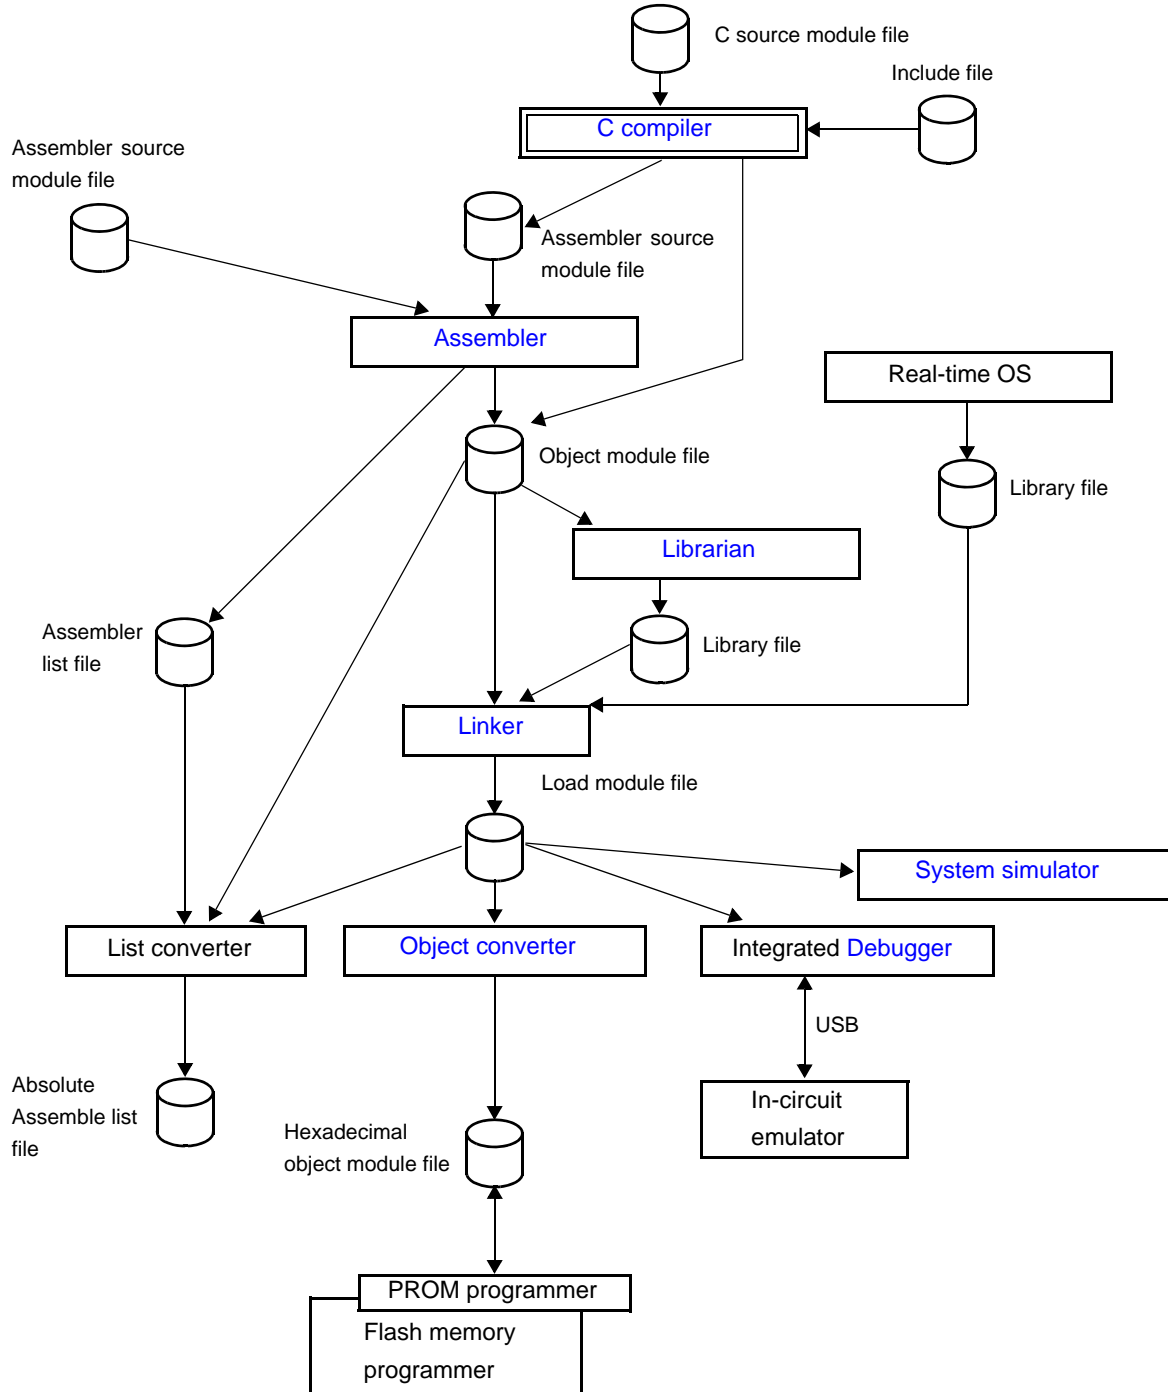 C source module file
Include file
C compiler
Assembler source
module file
Assembler source
module file
Assembler
Real-time OS
Object module file
Library file
Librarian
Assembler
list file
Library file
Linker
Load module file
System simulator
List converter
Object converter
Integrated Debugger
USB
Absolute
Assemble list
file
In-circuit
emulator
Hexadecimal
object module file
PROM programmer
Flash memory
programmer